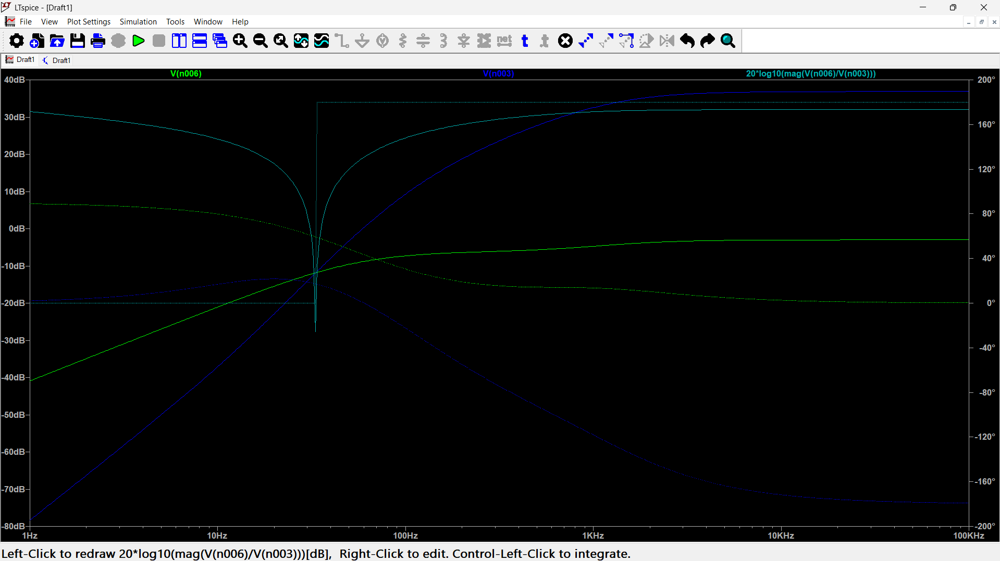 LTspice - [Draft1]
File View Plot Settings Simulation Tools Window Help
net t .t
Draft1 Draft1
V(n006) V(n003) 20*log10(mag(V(n006)/V(n003)))
40dB 200°
30dB 160°
20dB 120°
10dB 80°
0dB 40°
-10dB 0°
-20dB -40°
-30dB -80°
-40dB -120°
-50dB -160°
-60dB -200°
-70dB
-80dB
1Hz 10Hz 100Hz 1KHz 10KHz 100KHz
Left-Click to redraw 20*log10(mag(V(n006)/V(n003)))[dB], Right-Click to edit. Control-Left-Click to integrate.